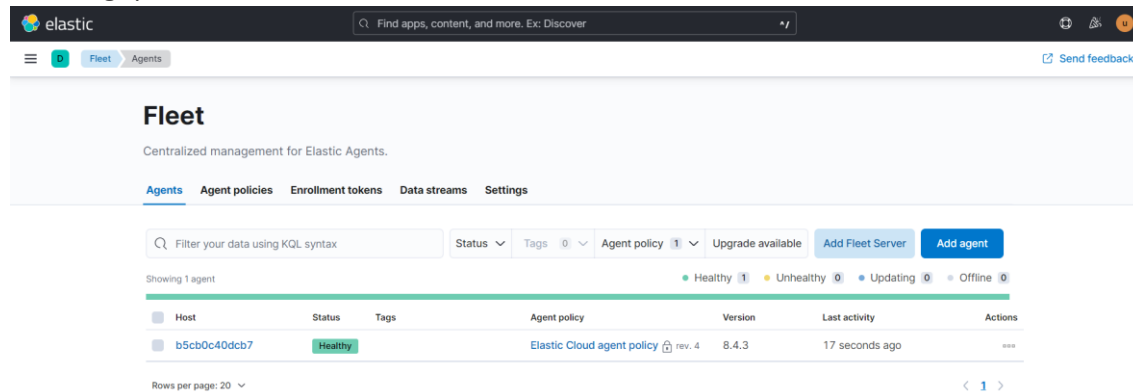 elastic
Find apps, content, and more. Ex: Discover
^/
u
D Fleet Agents
Send feedback
Fleet
Centralized management for Elastic Agents.
Agents Agent policies Enrollment tokens Data streams Settings
Filter your data using KQL syntax Status Tags 0 Agent policy 1 Upgrade available Add Fleet Server Add agent
Showing 1 agent Healthy 1 Unhealthy 0 Updating 0 Offline 0
Host Status Tags Agent policy Version Last activity Actions
b5cb0c40dcb7 Healthy Elastic Cloud agent policy rev. 4 8.4.3 17 seconds ago
Rows per page: 20 < 1 >